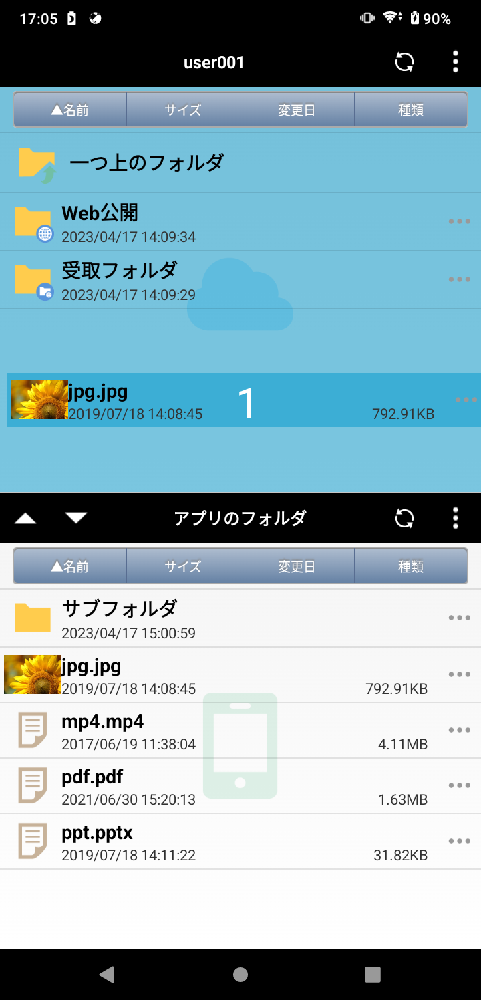 17:05 90%
user001
▲名前 サイズ 変更日 種類
一つ上のフォルダ
Web公開
2023/04/17 14:09:34
受取フォルダ
2023/04/17 14:09:29
jpg.jpg
1
2019/07/18 14:08:45 792.91KB
アプリのフォルダ
▲名前 サイズ 変更日 種類
サブフォルダ
2023/04/17 15:00:59
jpg.jpg
2019/07/18 14:08:45 792.91KB
mp4.mp4
2017/06/19 11:38:04 4.11MB
pdf.pdf
2021/06/30 15:20:13 1.63MB
ppt.pptx
2019/07/18 14:11:22 31.82KB